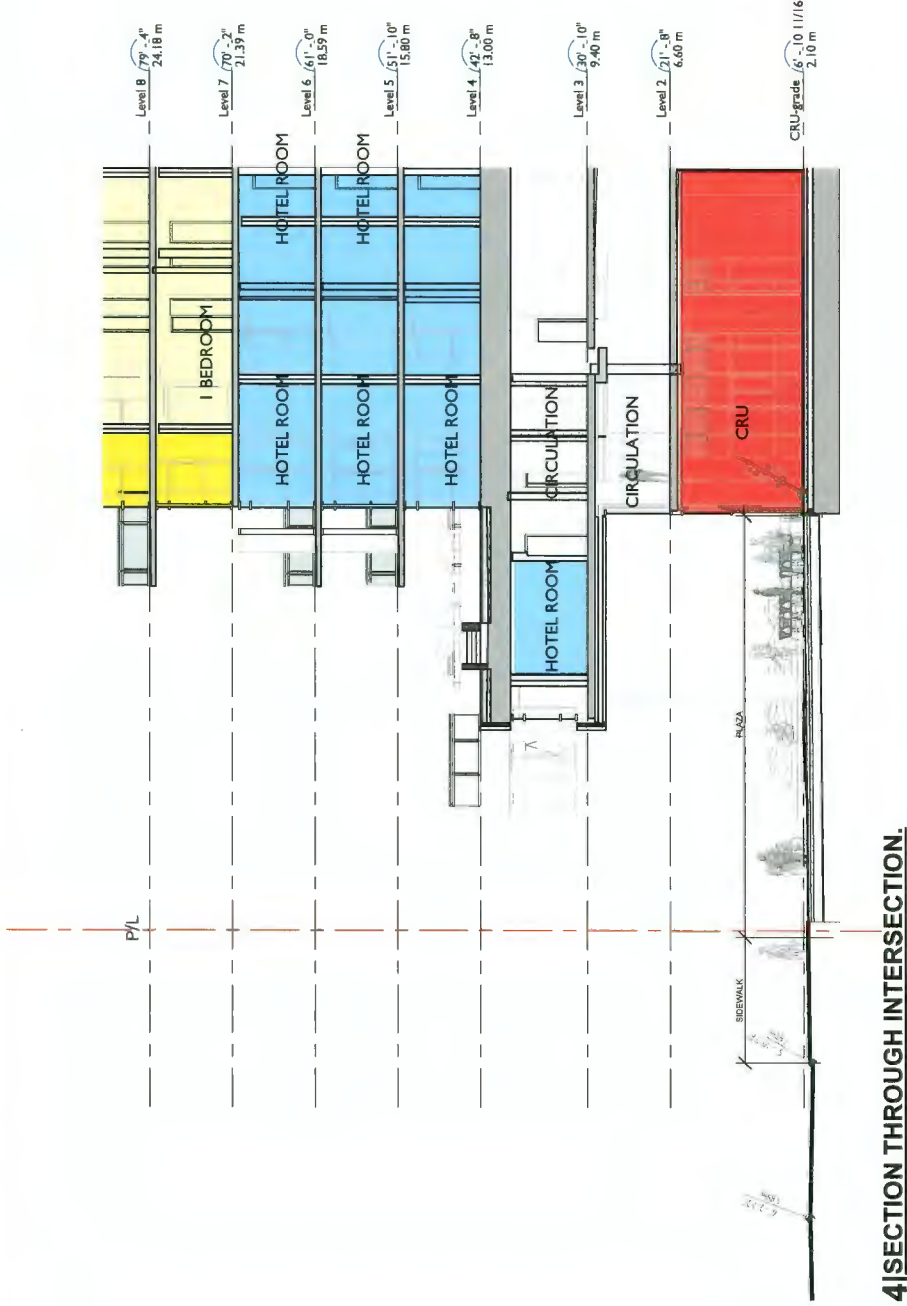 Level 8 79' - 4"
24.18 m
Level 7 70' - 2"
21.39 m
Level 6 61' - 0"
18.59 m
Level 5 51' - 10"
15.80 m
Level 4 42' - 8"
13.00 m
Level 3 30' - 10"
9.40 m
Level 2 21' - 8"
6.60 m
CRU-grade 6' - 10 11/16
2.10 m
P/L
1 BEDROOM
HOTEL ROOM
HOTEL ROOM
HOTEL ROOM
HOTEL ROOM
HOTEL ROOM
HOTEL ROOM
CIRCULATION
CIRCULATION
CRU
PLAZA
SIDEWALK
4|SECTION THROUGH INTERSECTION.